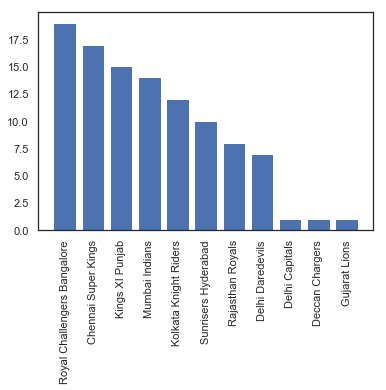 17.5
15.0
12.5
10.0
7.5
5.0
2.5
0.0
Royal Challengers Bangalore
Chennai Super Kings
Kings XI Punjab
Mumbai Indians
Kolkata Knight Riders
Sunrisers Hyderabad
Rajasthan Royals
Delhi Daredevils
Delhi Capitals
Deccan Chargers
Gujarat Lions